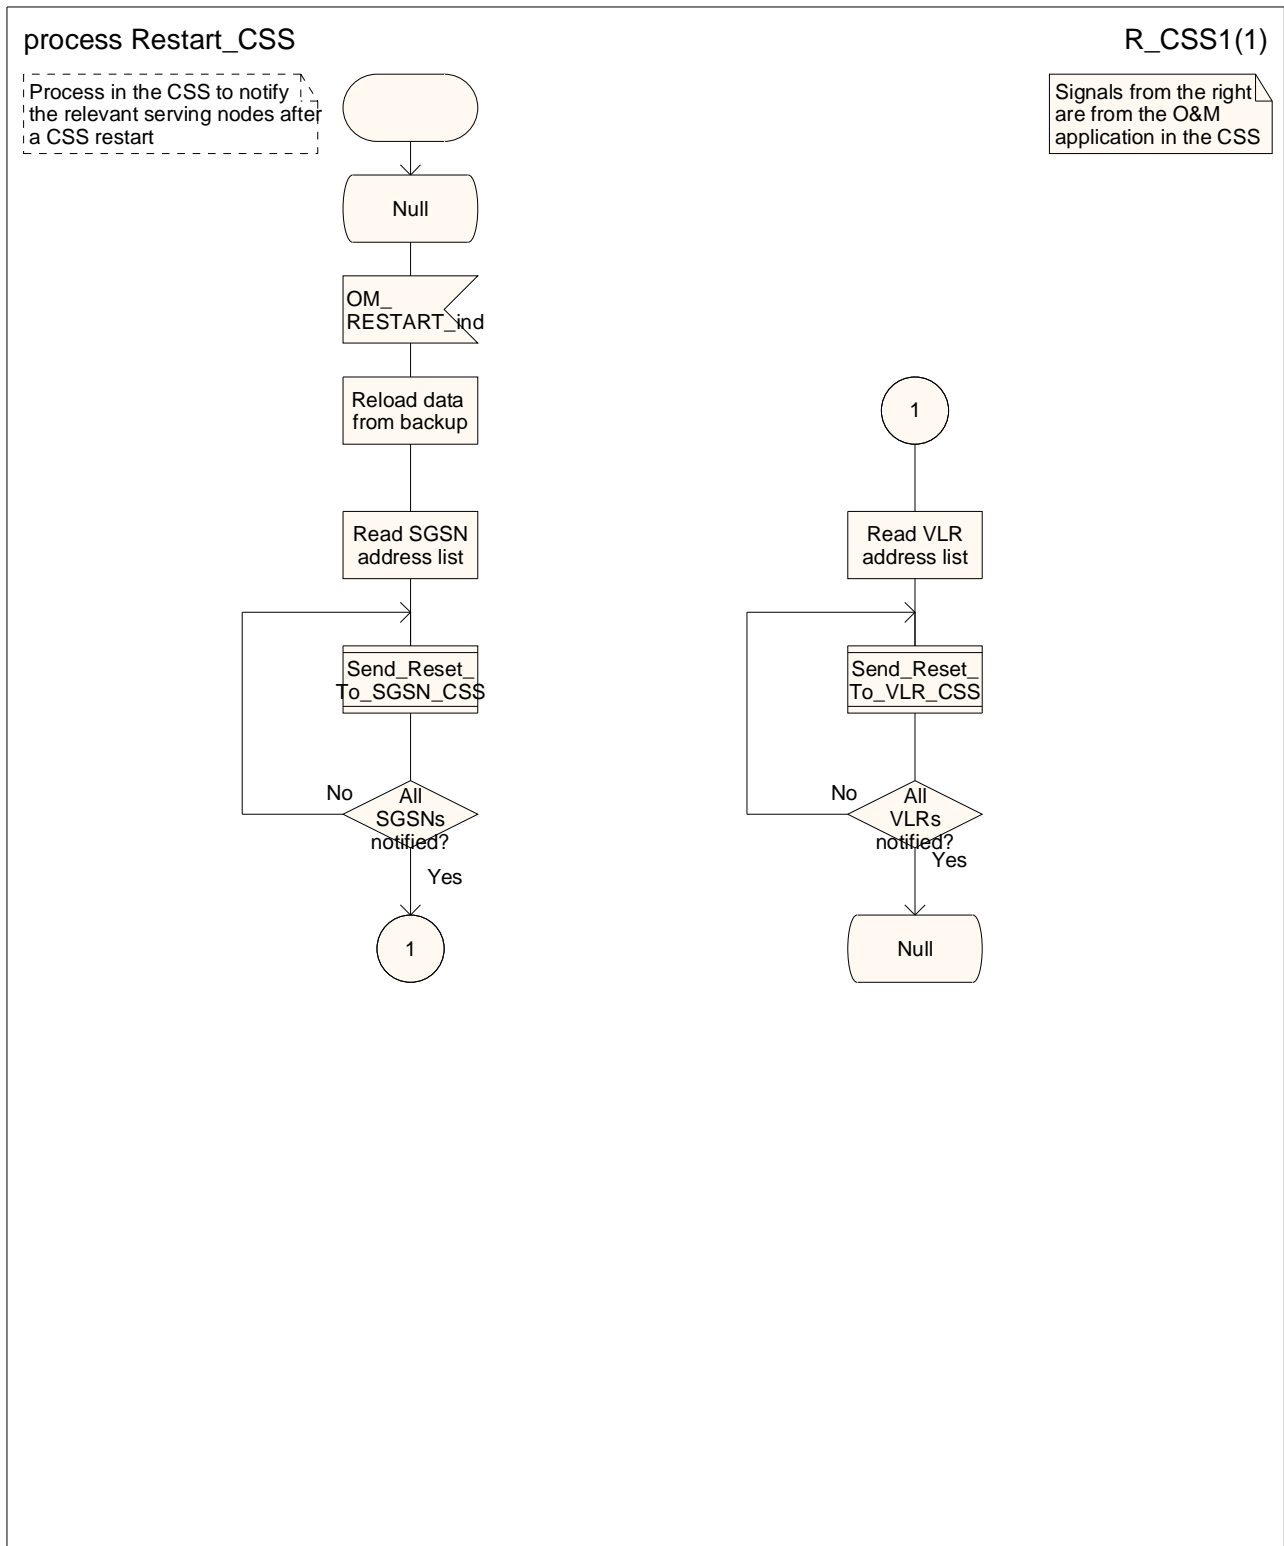 process Restart_CSS
R_CSS1(1)
Process in the CSS to notify
the relevant serving nodes after
a CSS restart
Signals from the right
are from the O&M
application in the CSS
Null
OM_
RESTART_ind
Reload data
from backup
Read SGSN
address list
Send_Reset_
To_SGSN_CSS
No
All
SGSNs
notified?
Yes
1
1
Read VLR
address list
Send_Reset_
To_VLR_CSS
No
All
VLRs
notified?
Yes
Null